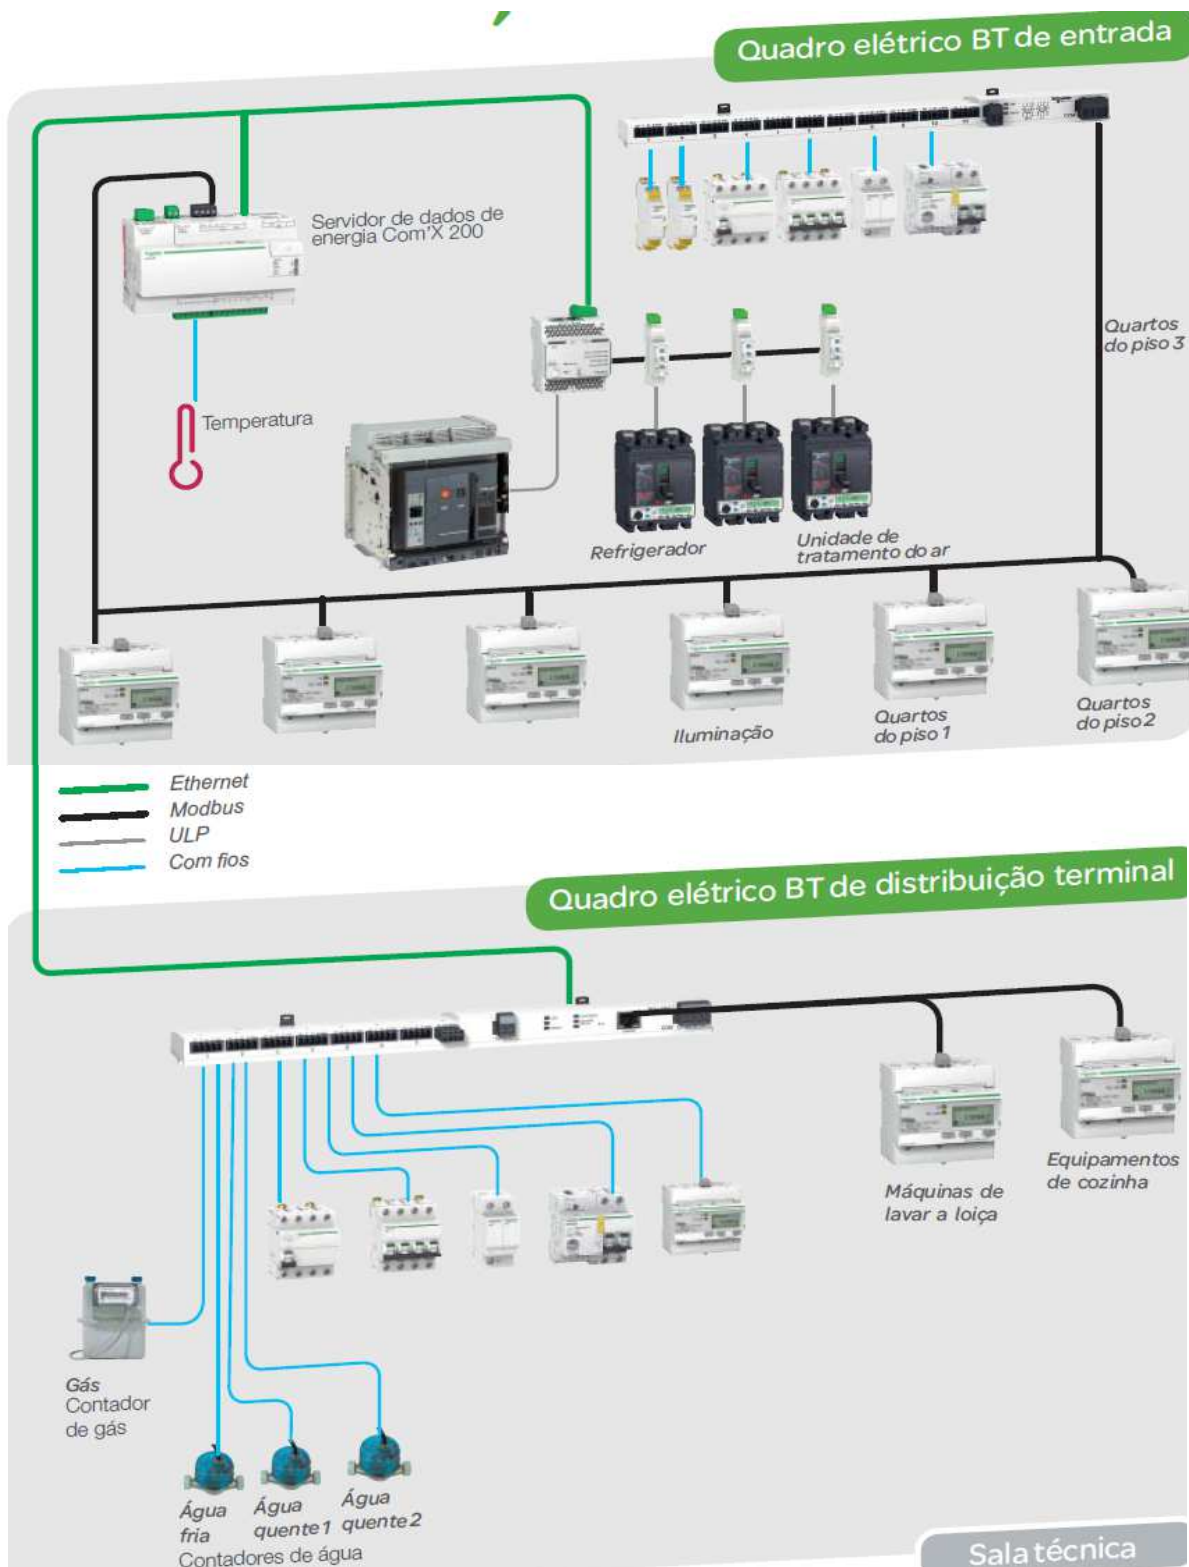 Quadro elétrico BT de entrada
Servidor de dados de
energia Com'X 200
Quartos
do piso 3
Temperatura
Refrigerador
Unidade de
tratamento do ar
Iluminação
Quartos
do piso 1
Quartos
do piso 2
Ethernet
Modbus
ULP
Com fios
Quadro elétrico BT de distribuição terminal
Máquinas de
lavar a loiça
Equipamentos
de cozinha
Gás
Contador
de gás
Água
fria
Água
quente 1
Água
quente 2
Contadores de água
Sala técnica